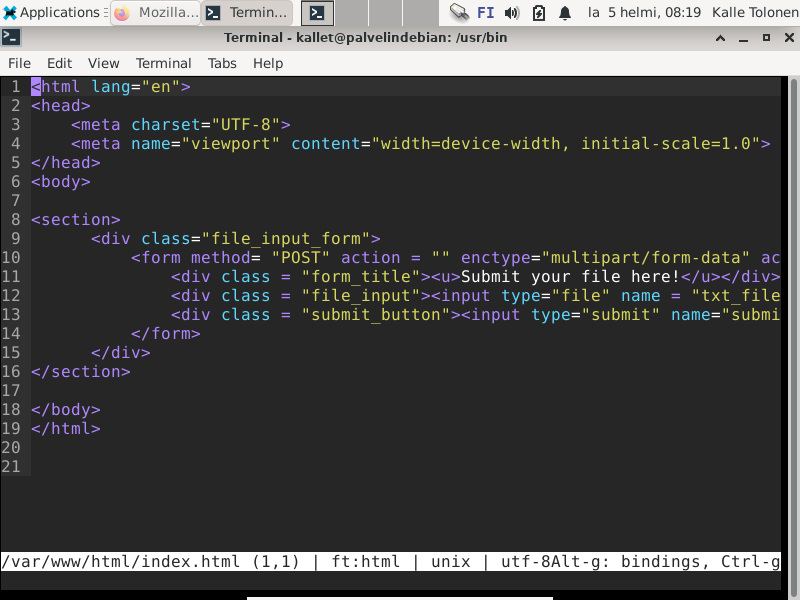 Applications Mozilla... Termin... FI la 5 helmi, 08:19 Kalle Tolonen
Terminal - kallet@palvelindebian: /usr/bin
File Edit View Terminal Tabs Help
1 <html lang="en">
2 <head>
3     <meta charset="UTF-8">
4     <meta name="viewport" content="width=device-width, initial-scale=1.0">
5 </head>
6 <body>
7
8 <section>
9       <div class="file_input_form">
10           <form method= "POST" action = "" enctype="multipart/form-data" ac
11               <div class = "form_title"><u>Submit your file here!</u></div>
12               <div class = "file_input"><input type="file" name = "txt_file
13               <div class = "submit_button"><input type="submit" name="submi
14           </form>
15       </div>
16 </section>
17
18 </body>
19 </html>
20
21
/var/www/html/index.html (1,1) | ft:html | unix | utf-8Alt-g: bindings, Ctrl-g